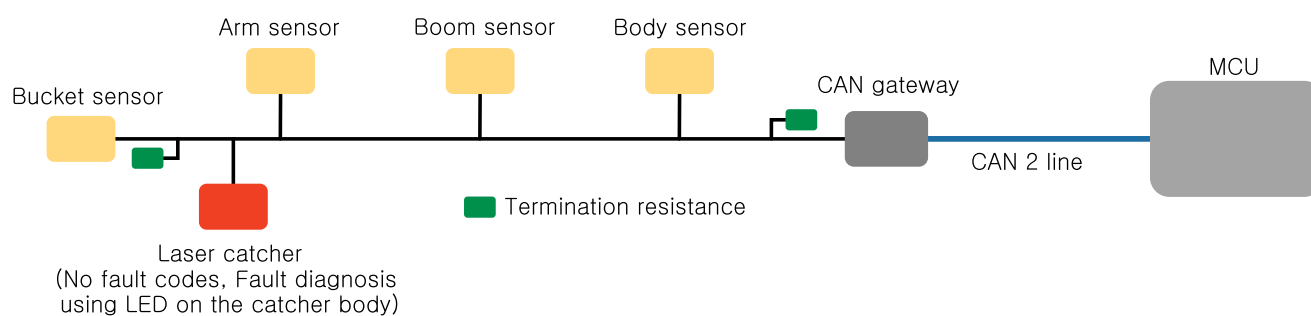 Arm sensor
Boom sensor
Body sensor
MCU
CAN gateway
Bucket sensor
CAN 2 line
Termination resistance
Laser catcher
(No fault codes, Fault diagnosis
using LED on the catcher body)